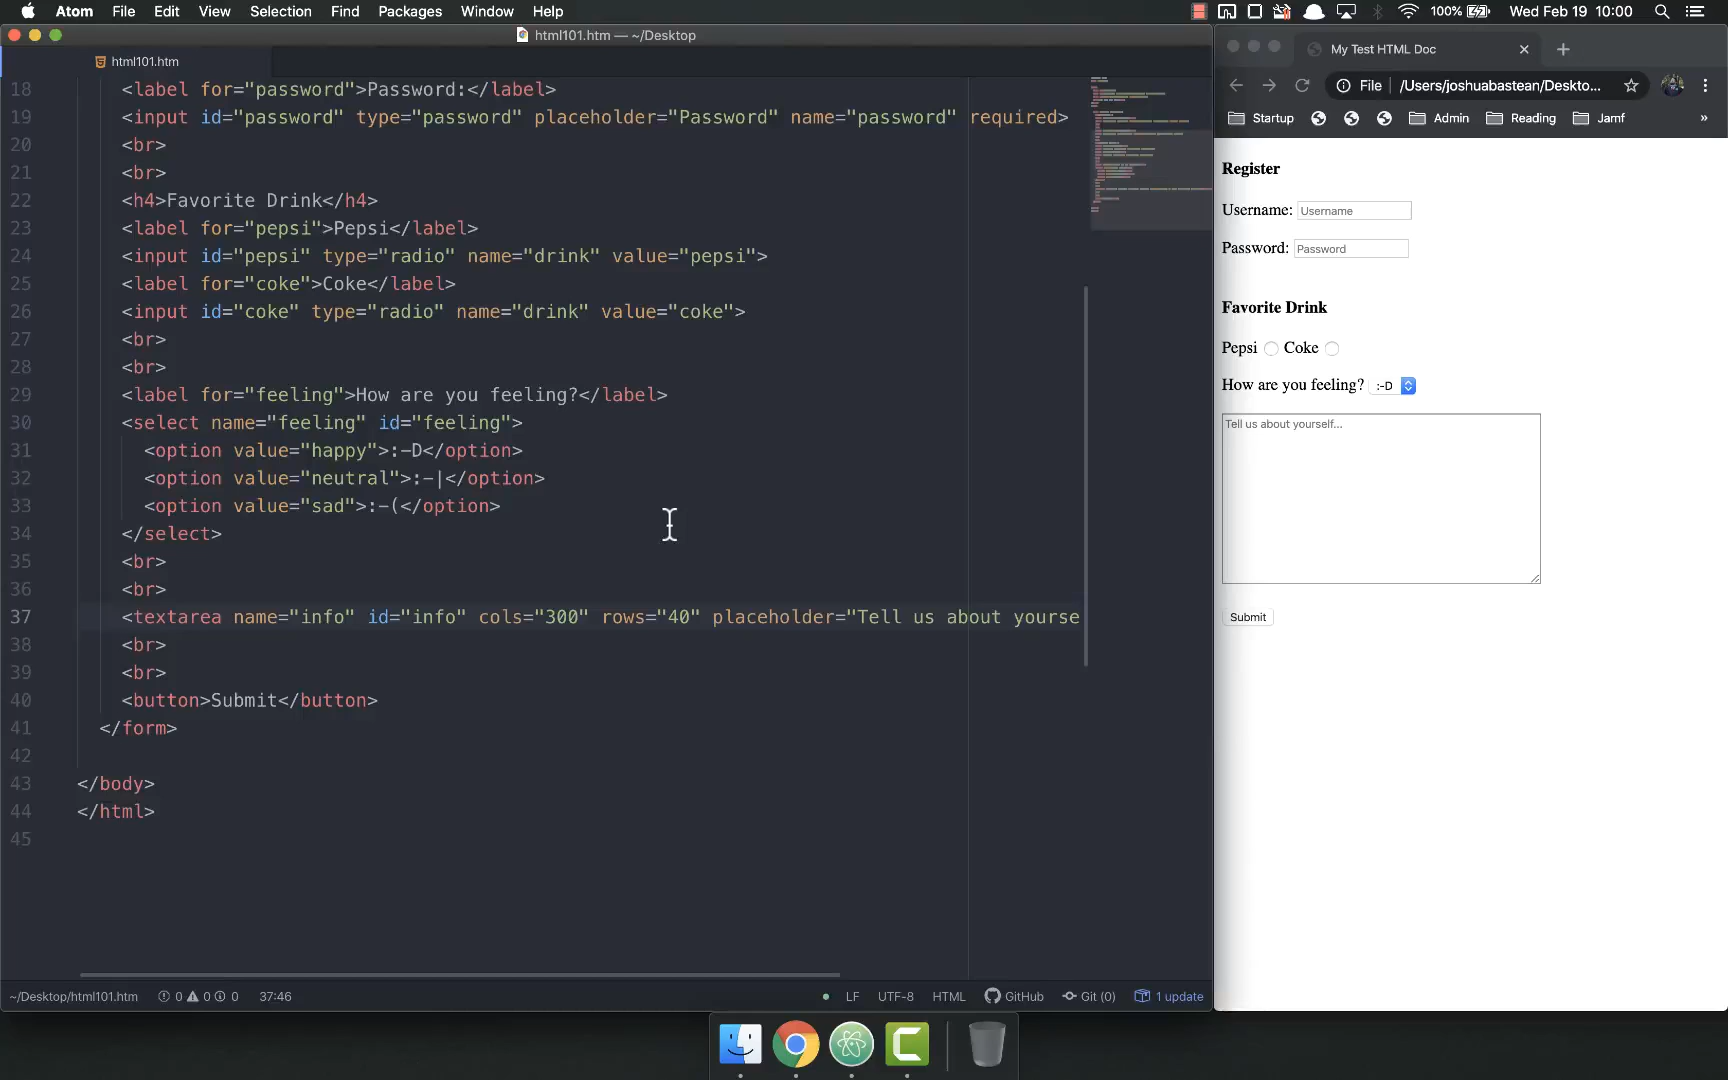 Atom File Edit View Selection Find Packages Window Help
100% Wed Feb 19 10:00
html101.htm — ~/Desktop
html101.htm
18 <label for="password">Password:</label>
19 <input id="password" type="password" placeholder="Password" name="password" required>
20 <br>
21 <br>
22 <h4>Favorite Drink</h4>
23 <label for="pepsi">Pepsi</label>
24 <input id="pepsi" type="radio" name="drink" value="pepsi">
25 <label for="coke">Coke</label>
26 <input id="coke" type="radio" name="drink" value="coke">
27 <br>
28 <br>
29 <label for="feeling">How are you feeling?</label>
30 <select name="feeling" id="feeling">
31 <option value="happy">:-D</option>
32 <option value="neutral">:-|</option>
33 <option value="sad">:-(</option>
34 </select>
35 <br>
36 <br>
37 <textarea name="info" id="info" cols="300" rows="40" placeholder="Tell us about yourse
38 <br>
39 <br>
40 <button>Submit</button>
41 </form>
42
43 </body>
44 </html>
45
~/Desktop/html101.htm 0 0 0 37:46 LF UTF-8 HTML GitHub Git (0) 1 update
My Test HTML Doc
File | /Users/joshuabastean/Deskto...
Startup Admin Reading Jamf »
Register
Username: Username
Password: Password
Favorite Drink
Pepsi Coke
How are you feeling? :-D
Tell us about yourself...
Submit